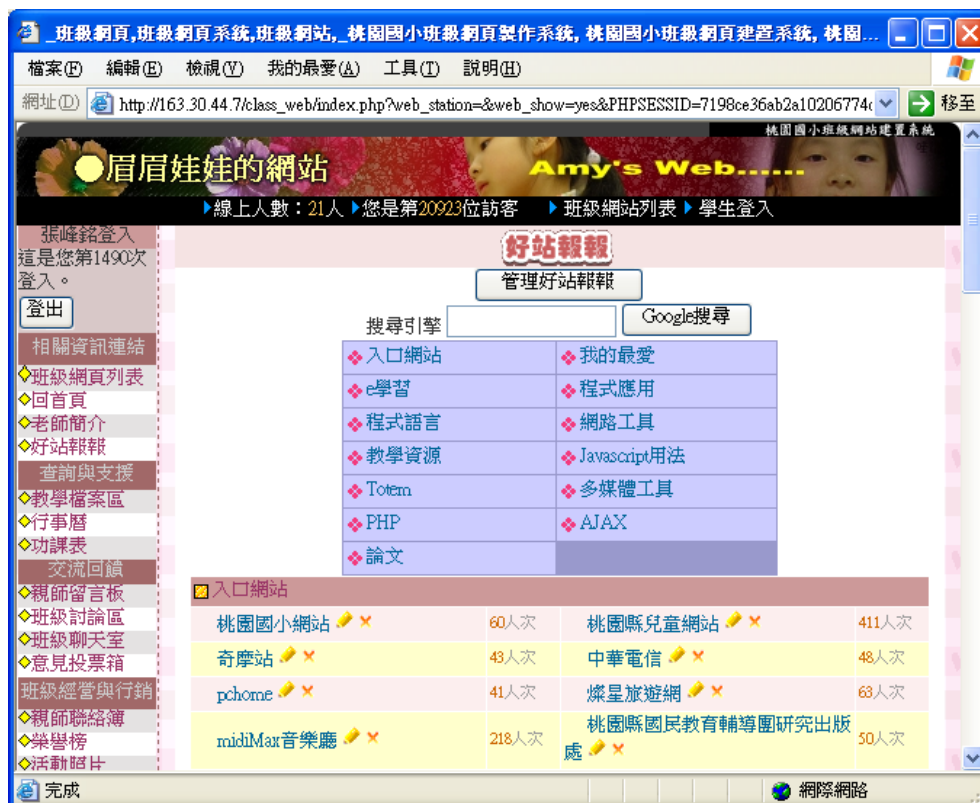 _班級網頁,班級網頁系統,班級網站,_桃園國小班級網頁製作系統, 桃園國小班級網頁建置系統, 桃園...
檔案(F) 編輯(E) 檢視(V) 我的最愛(A) 工具(T) 說明(H)
網址(D) http://163.30.44.7/class_web/index.php?web_station=&web_show=yes&PHPSESSID=7198ce36ab2a10206774 移至
桃園國小班級網站建置系統
●眉眉娃娃的網站 Amy's Web......
線上人數：21人 您是第20923位訪客 班級網站列表 學生登入
張峰銘登入
這是您第1490次
登入。
登出
相關資訊連結
班級網頁列表
回首頁
老師簡介
好站報報
查詢與支援
教學檔案區
行事曆
功課表
交流回饋
親師留言板
班級討論區
班級聊天室
意見投票箱
班級經營與行銷
親師聯絡簿
榮譽榜
活動照片
好站報報
管理好站報報
搜尋引擎 Google搜尋
入口網站 我的最愛
e學習 程式應用
程式語言 網路工具
教學資源 Javascript用法
Totem 多媒體工具
PHP AJAX
論文
入口網站
桃園國小網站 60人次 桃園縣兒童網站 411人次
奇摩站 43人次 中華電信 48人次
pchome 41人次 燦星旅遊網 63人次
midiMax音樂廳 218人次 桃園縣國民教育輔導團研究出版
處 50人次
完成 網際網路